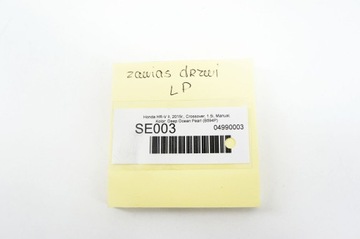 zawias drzwi
LP
Honda HR-V II, 2015r., Crossover, 1.5i, Manual,
Kolor: Deep Ocean Pearl (B594P)
SE003
04990003